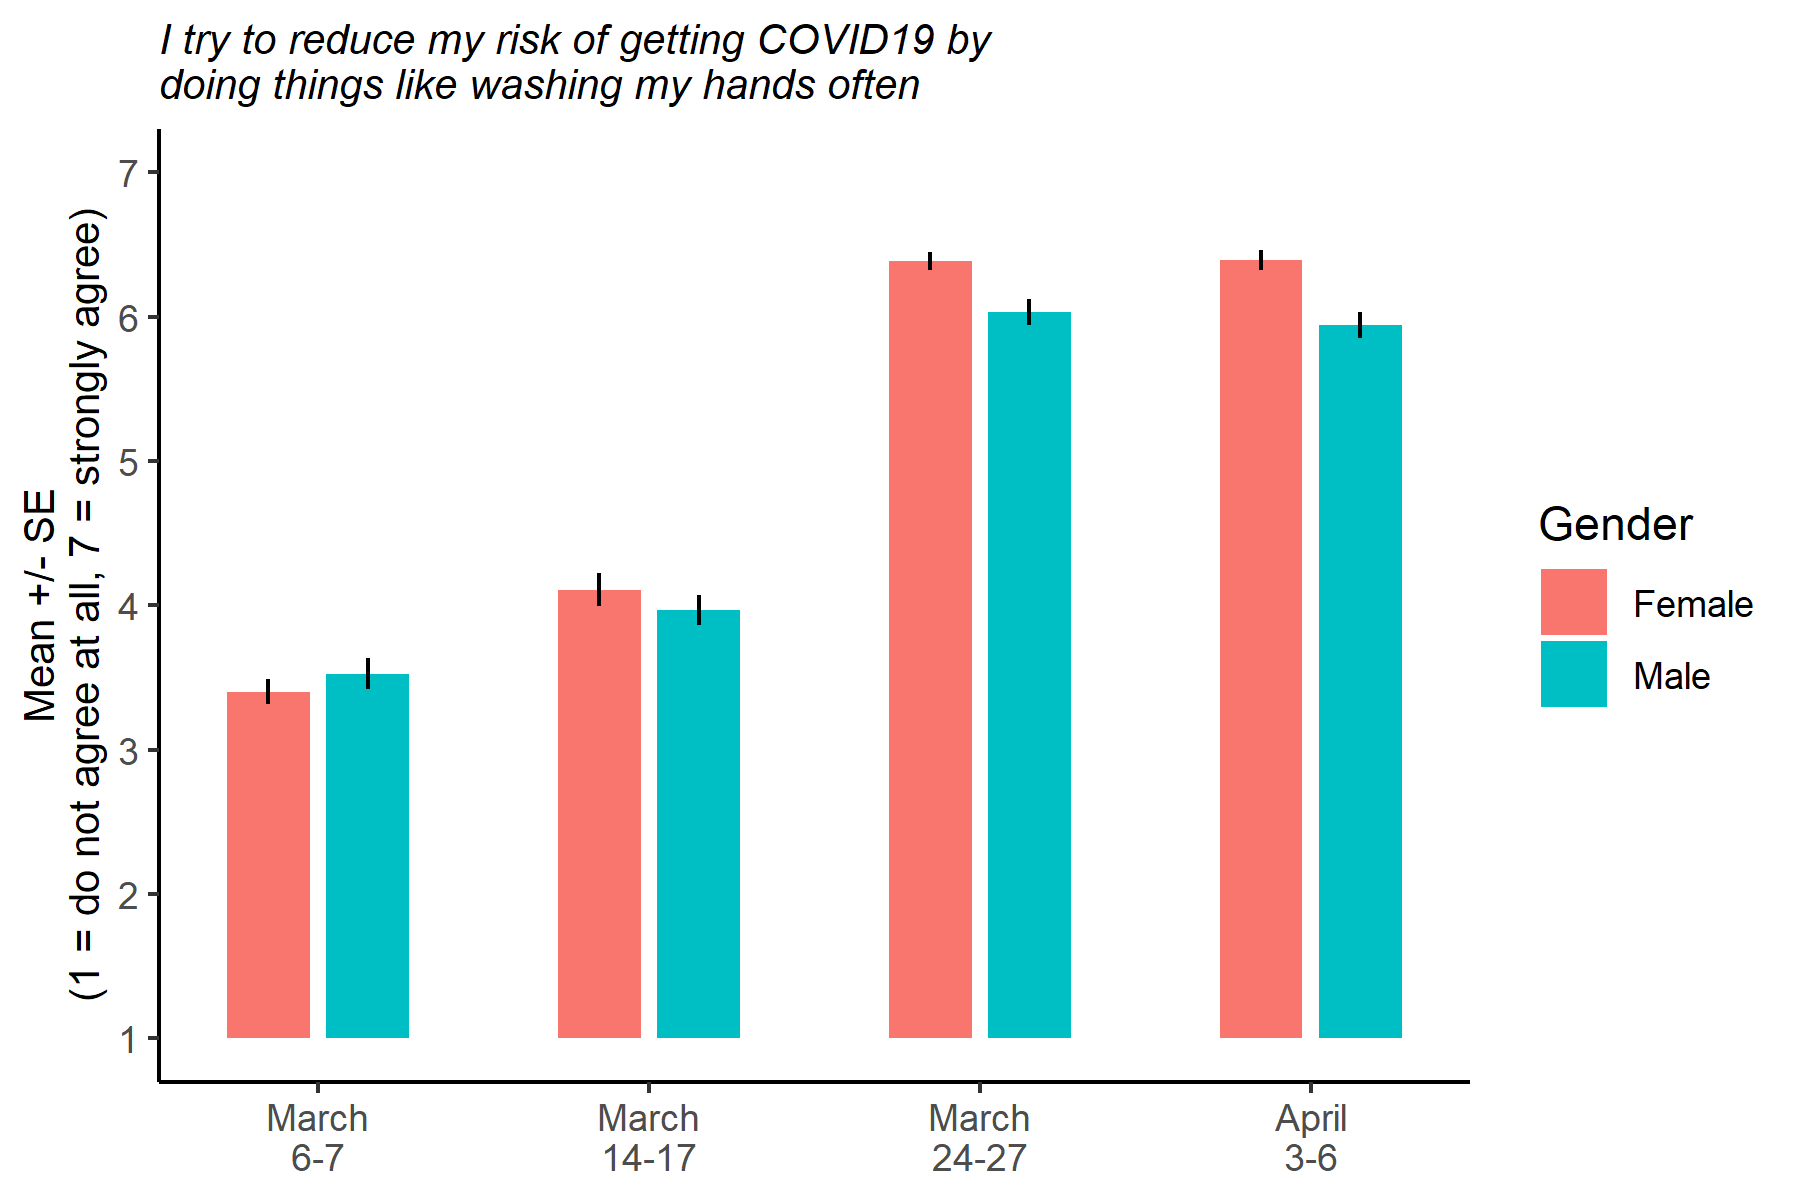 I try to reduce my risk of getting COVID19 by
doing things like washing my hands often
Mean +/- SE
(1 = do not agree at all, 7 = strongly agree)
7
6
5
4
3
2
1
March
6-7
March
14-17
March
24-27
April
3-6
Gender
Female
Male